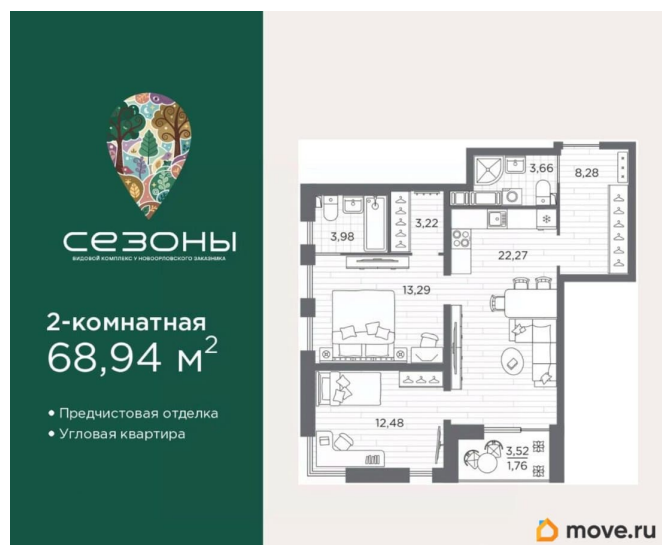 сезоны
ВИДОВОЙ КОМПЛЕКС У НОВООРЛОВСКОГО ЗАКАЗНИКА
2-комнатная
68,94 м²
• Предчистовая отделка
• Угловая квартира
3,66
8,28
3,98
3,22
22,27
13,29
12,48
3,52
1,76
move.ru